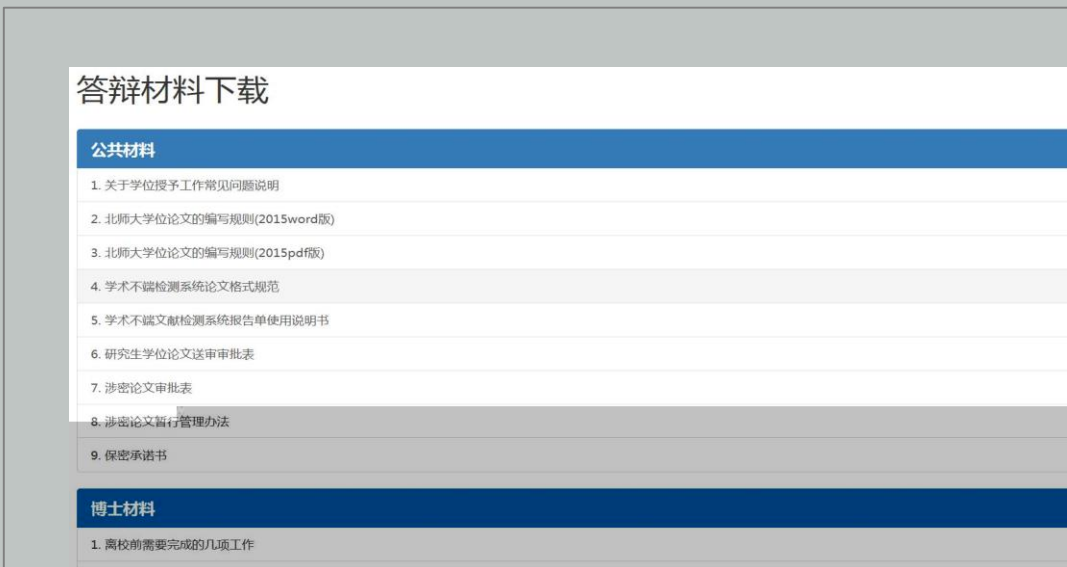 答辩材料下载
公共材料
1. 关于学位授予工作常见问题说明
2. 北师大学位论文的编写规则(2015word版)
3. 北师大学位论文的编写规则(2015pdf版)
4. 学术不端检测系统论文格式规范
5. 学术不端文献检测系统报告单使用说明书
6. 研究生学位论文送审审批表
7. 涉密论文审批表
8. 涉密论文暂行管理办法
9. 保密承诺书
博士材料
1. 离校前需要完成的几项工作